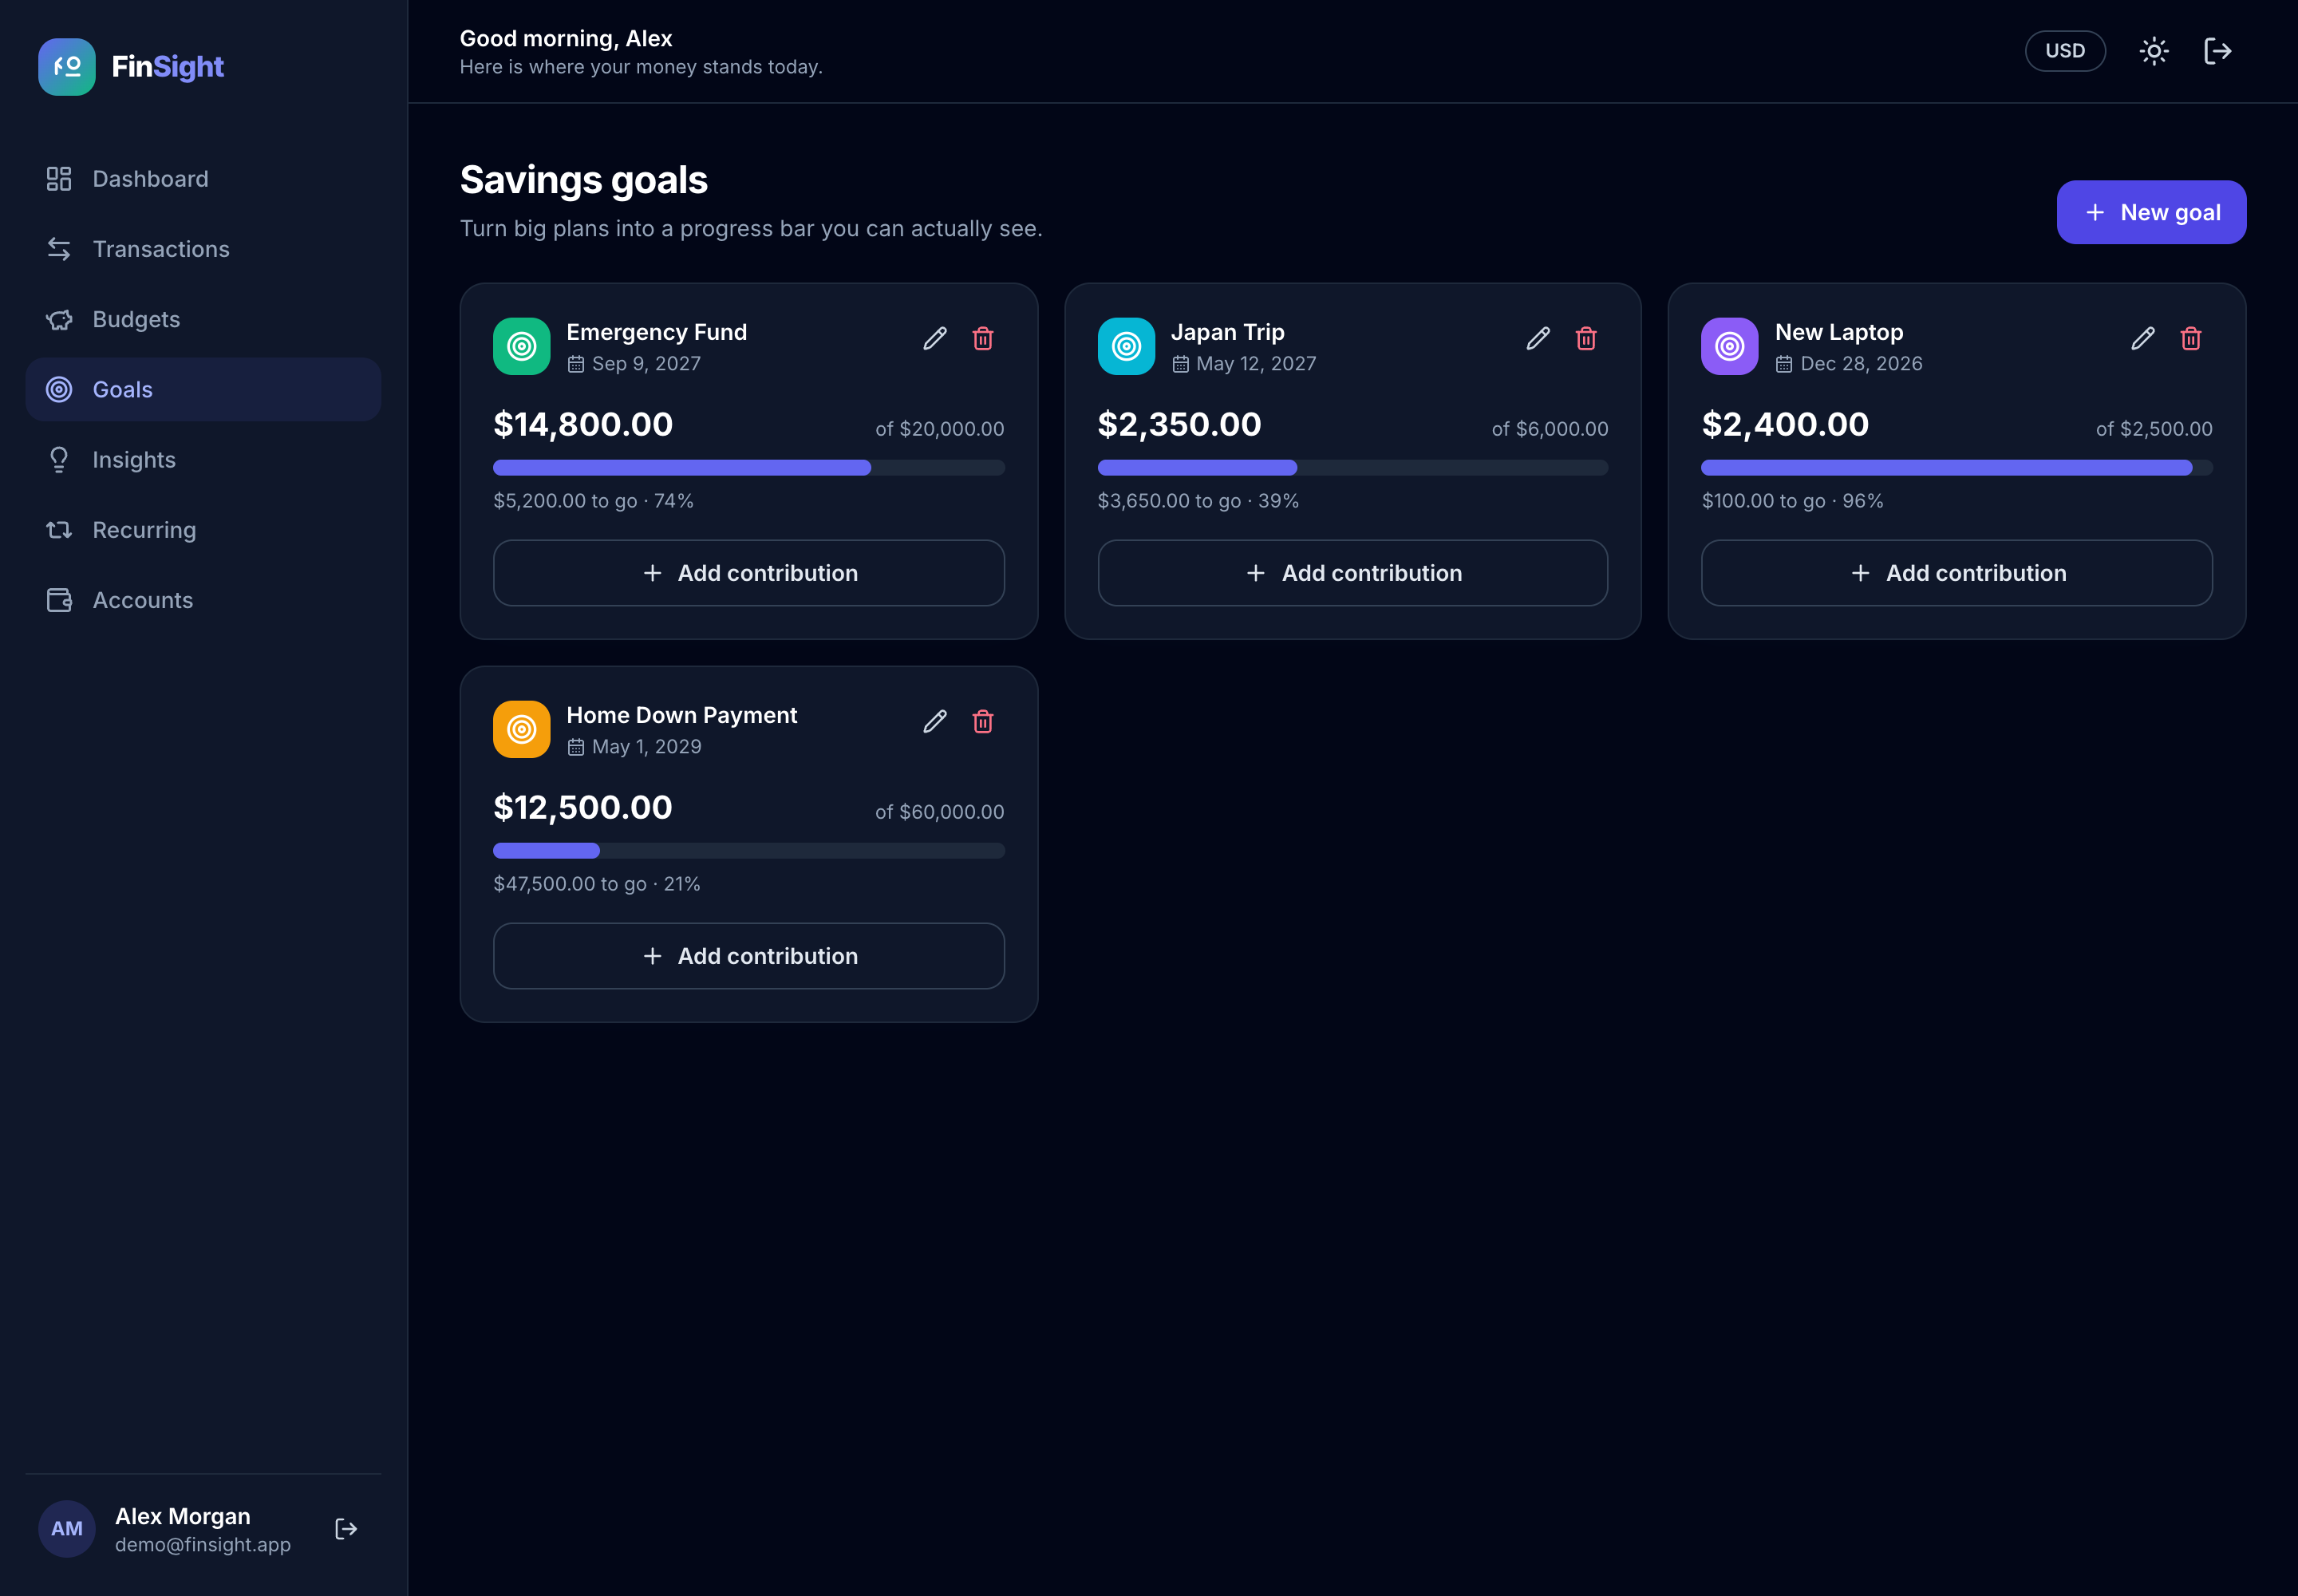 FinSight
Dashboard
Transactions
Budgets
Goals
Insights
Recurring
Accounts
AM
Alex Morgan
demo@finsight.app
Good morning, Alex
Here is where your money stands today.
USD
Savings goals
Turn big plans into a progress bar you can actually see.
New goal
Emergency Fund
Sep 9, 2027
$14,800.00
of $20,000.00
$5,200.00 to go · 74%
Add contribution
Japan Trip
May 12, 2027
$2,350.00
of $6,000.00
$3,650.00 to go · 39%
Add contribution
New Laptop
Dec 28, 2026
$2,400.00
of $2,500.00
$100.00 to go · 96%
Add contribution
Home Down Payment
May 1, 2029
$12,500.00
of $60,000.00
$47,500.00 to go · 21%
Add contribution